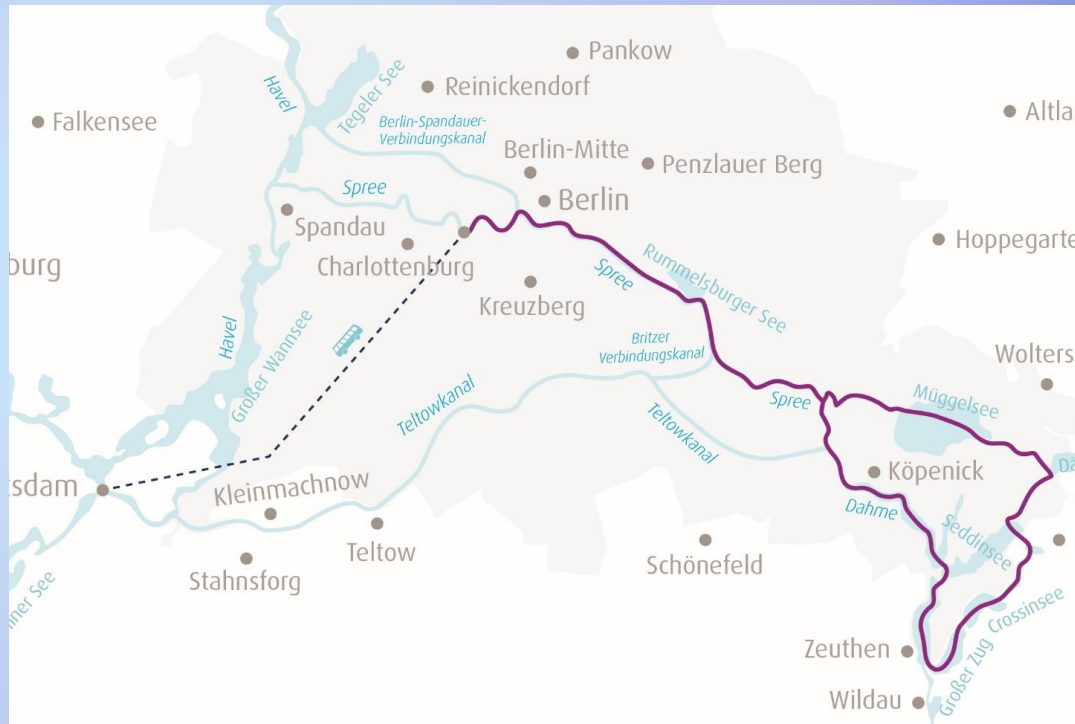 Pankow
Havel
Tegeler See
Reinickendorf
Falkensee
Altla
Berlin-Spandauer-
Verbindungskanal
Berlin-Mitte
Penzlauer Berg
Spree
Berlin
Spandau
Hoppegarte
Charlottenburg
burg
Spree
Rummelsburger See
Kreuzberg
Havel
Großer Wannsee
Britzer
Verbindungskanal
Wolters
Teltowkanal
Spree
Müggelsee
Teltowkanal
Köpenick
Dä
sdam
Kleinmachnow
Dahme
Seddinsee
Teltow
Schönefeld
Stahnsforg
ner See
Crossinsee
Zeuthen
Großer Zug
Wildau